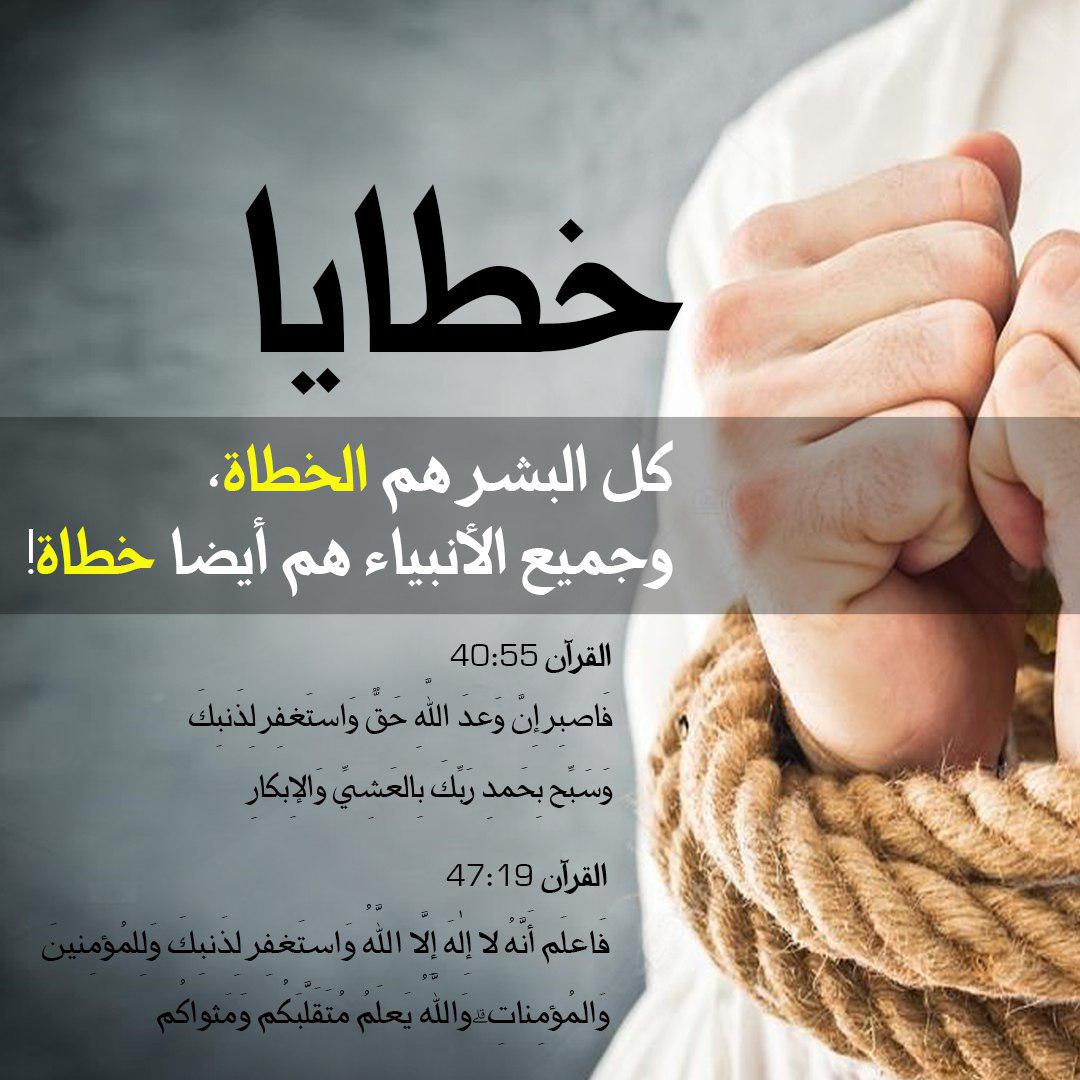 خطايا
كل البشر هم الخطاة،
وجميع الأنبياء هم أيضا خطاة!
القرآن 40:55
فَاصبِر إِنَّ وَعدَ اللَّهِ حَقٌّ وَاستَغفِر لِذَنبِكَ
وَسَبِّح بِحَمدِ رَبِّكَ بِالعَشِيِّ وَالإِبكارِ
القرآن 47:19
فَاعلَم أَنَّهُ لا إِلٰهَ إِلَّا اللَّهُ وَاستَغفِر لِذَنبِكَ وَلِلمُؤمِنينَ
وَالمُؤمِناتِ ۗ وَاللَّهُ يَعلَمُ مُتَقَلَّبَكُم وَمَثواكُم